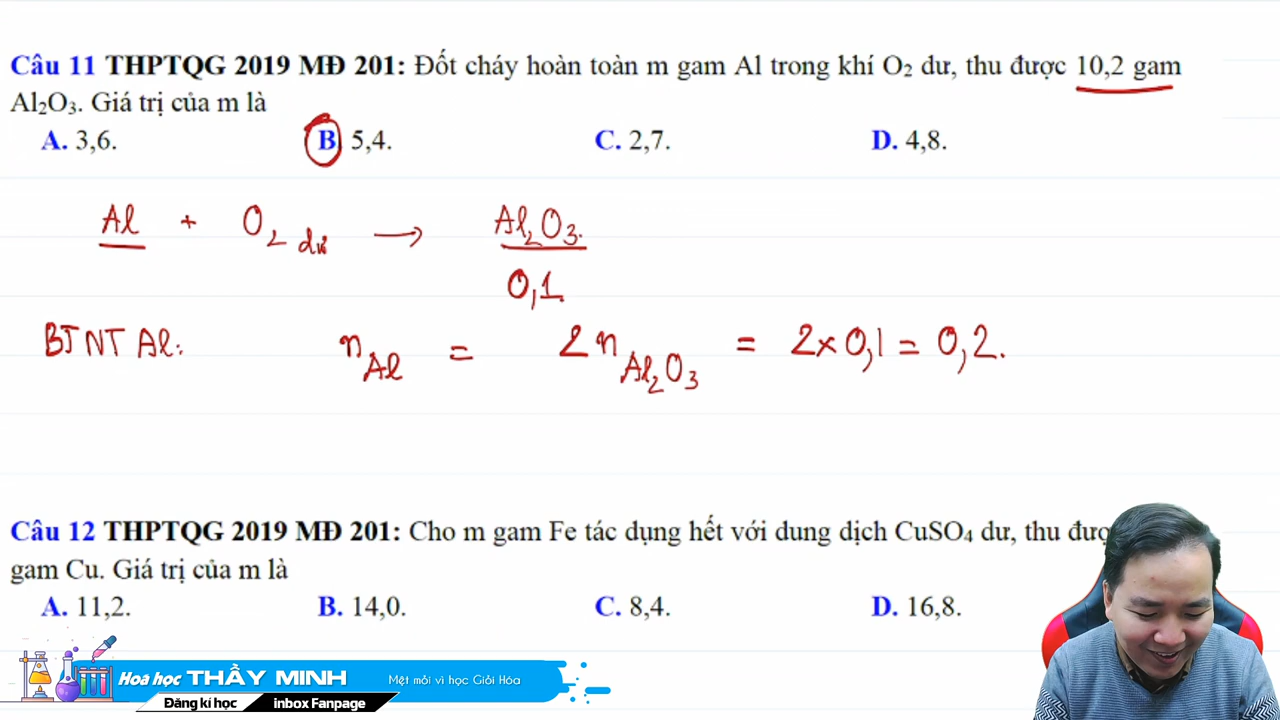 Câu 11 THPTQG 2019 MĐ 201: Đốt cháy hoàn toàn m gam Al trong khí O₂ dư, thu được 10,2 gam
Al₂O₃. Giá trị của m là
A. 3,6. B. 5,4. C. 2,7. D. 4,8.
Al + O₂ dư → Al₂O₃.
0,1
BTNT Al: n Al = 2 n Al₂O₃ = 2 × 0,1 = 0,2.
Câu 12 THPTQG 2019 MĐ 201: Cho m gam Fe tác dụng hết với dung dịch CuSO₄ dư, thu
gam Cu. Giá trị của m là
A. 11,2. B. 14,0. C. 8,4. D. 16,8.
Hoá học THẦY MINH Mệt mỏi vì học Giỏi Hóa
Đăng kí học inbox Fanpage